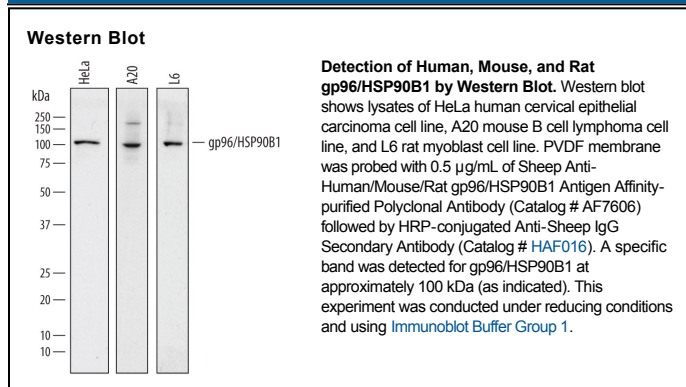 Western Blot
HeLa
A20
L6
kDa
250
150
100
75
50
37
25
20
10
10
gp96/HSP90B1
Detection of Human, Mouse, and Rat
gp96/HSP90B1 by Western Blot. Western blot
shows lysates of HeLa human cervical epithelial
carcinoma cell line, A20 mouse B cell lymphoma cell
line, and L6 rat myoblast cell line. PVDF membrane
was probed with 0.5 µg/mL of Sheep Anti-
Human/Mouse/Rat gp96/HSP90B1 Antigen Affinity-
purified Polyclonal Antibody (Catalog # AF7606)
followed by HRP-conjugated Anti-Sheep IgG
Secondary Antibody (Catalog # HAF016). A specific
band was detected for gp96/HSP90B1 at
approximately 100 kDa (as indicated). This
experiment was conducted under reducing conditions
and using Immunoblot Buffer Group 1.